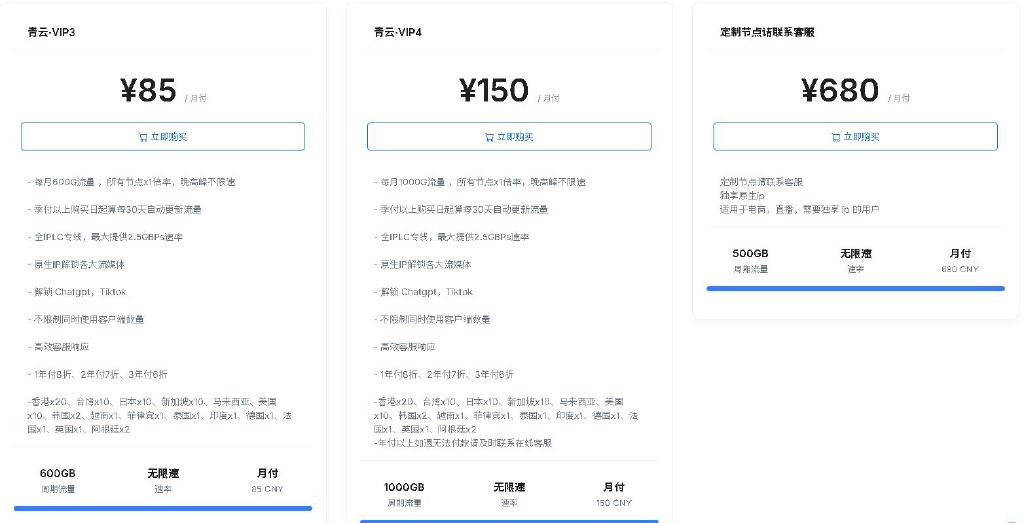 青云·VIP3
¥85 / 月付
立即购买
- 每月600G流量 ，所有节点x1倍率，晚高峰不限速
- 季付以上购买日起算每30天自动更新流量
- 全IPLC专线，最大提供2.5GBPs速率
- 原生IP解锁各大流媒体
- 解锁 Chatgpt，Tiktok
- 不限制同时使用客户端数量
- 高效客服响应
- 1年付8折、2年付7折、3年付6折
-香港x20、台湾x10、日本x10、新加坡x10、马来西亚、美国
x10、韩国x2、越南x1、菲律宾x1、泰国x1、印度x1、德国x1、法
国x1、英国x1、阿根廷x2
600GB 无限速 月付
周期流量 速率 85 CNY
青云·VIP4
¥150 / 月付
立即购买
- 每月1000G流量 ，所有节点x1倍率，晚高峰不限速
- 季付以上购买日起算每30天自动更新流量
- 全IPLC专线，最大提供2.5GBPs速率
- 原生IP解锁各大流媒体
- 解锁 Chatgpt，Tiktok
- 不限制同时使用客户端数量
- 高效客服响应
- 1年付8折、2年付7折、3年付6折
-香港x20、台湾x10、日本x10、新加坡x10、马来西亚、美国
x10、韩国x2、越南x1、菲律宾x1、泰国x1、印度x1、德国x1、法
国x1、英国x1、阿根廷x2
-年付以上如遇无法付款请及时联系在线客服
1000GB 无限速 月付
周期流量 速率 150 CNY
定制节点请联系客服
¥680 / 月付
立即购买
定制节点请联系客服
独享原生ip
适用于电商，直播，需要独享 ip 的用户
500GB 无限速 月付
周期流量 速率 680 CNY